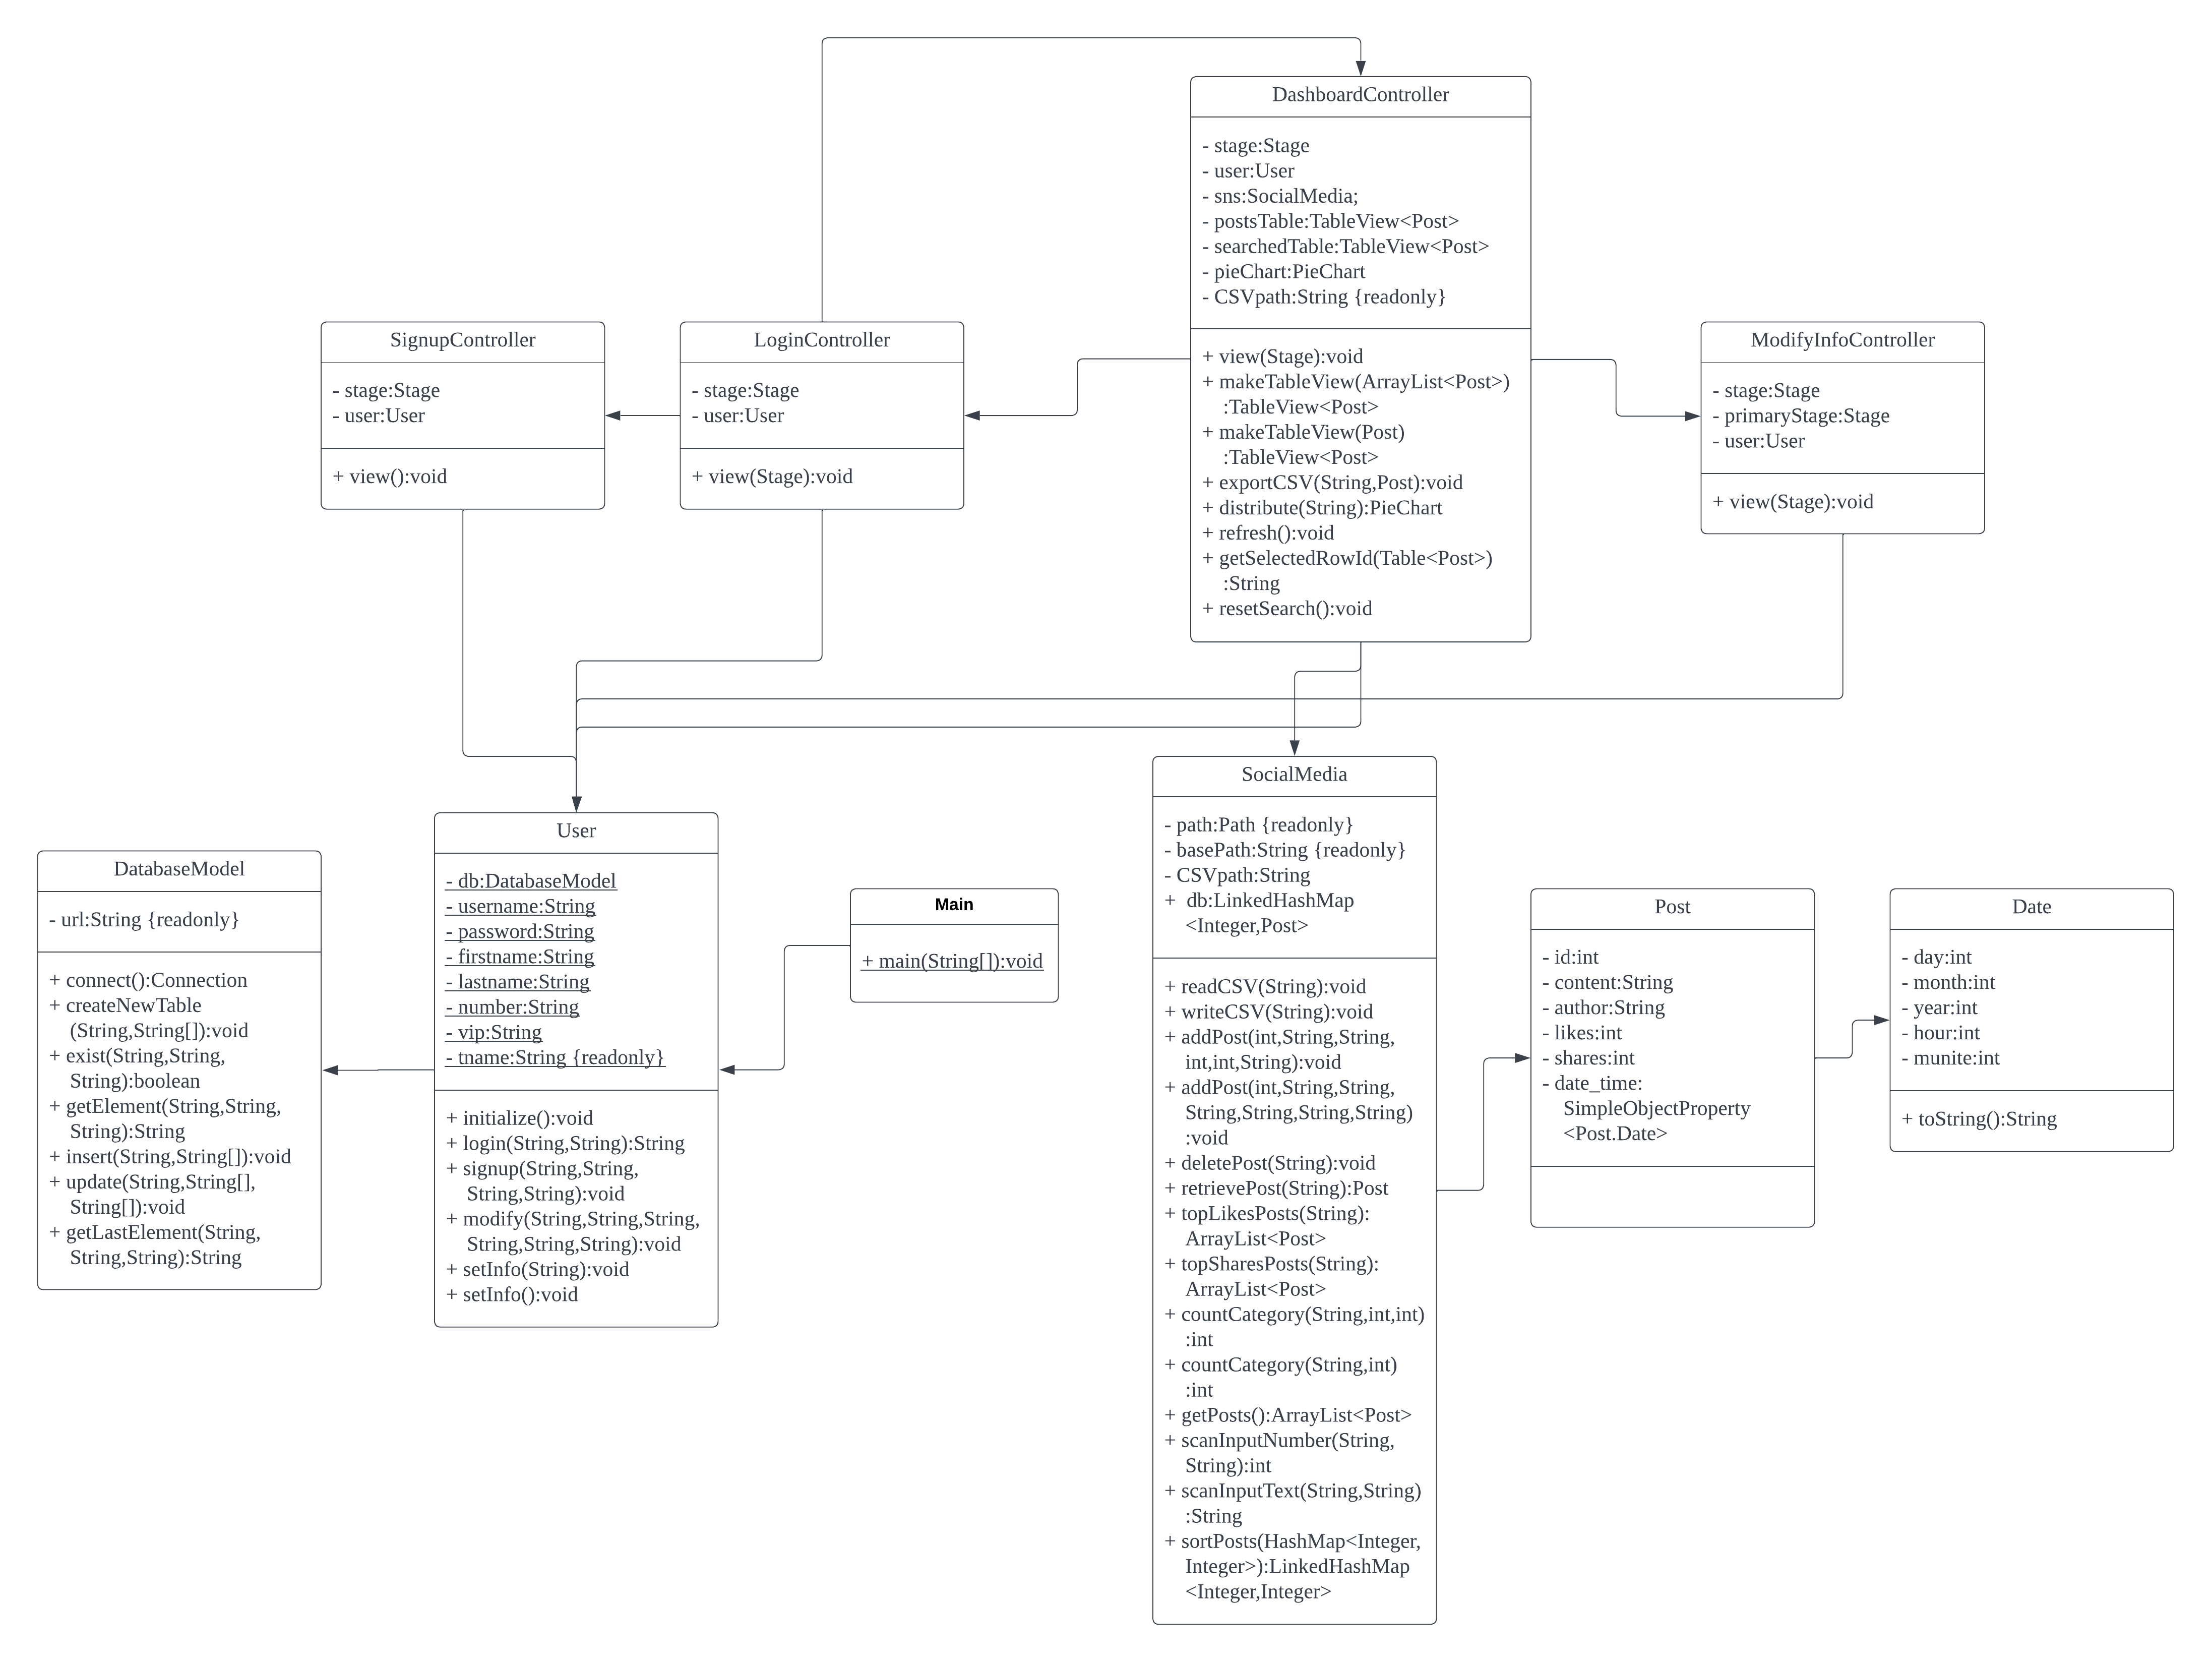 DashboardController
- stage:Stage
- user:User
- sns:SocialMedia;
- postsTable:TableView<Post>
- searchedTable:TableView<Post>
- pieChart:PieChart
- CSVpath:String {readonly}
+ view(Stage):void
+ makeTableView(ArrayList<Post>)
:TableView<Post>
+ makeTableView(Post)
:TableView<Post>
+ exportCSV(String,Post):void
+ distribute(String):PieChart
+ refresh():void
+ getSelectedRowId(Table<Post>)
:String
+ resetSearch():void
SignupController
- stage:Stage
- user:User
+ view():void
LoginController
- stage:Stage
- user:User
+ view(Stage):void
ModifyInfoController
- stage:Stage
- primaryStage:Stage
- user:User
+ view(Stage):void
DatabaseModel
- url:String {readonly}
+ connect():Connection
+ createNewTable
(String,String[]):void
+ exist(String,String,
String):boolean
+ getElement(String,String,
String):String
+ insert(String,String[]):void
+ update(String,String[],
String[]):void
+ getLastElement(String,
String,String):String
User
- db:DatabaseModel
- username:String
- password:String
- firstname:String
- lastname:String
- number:String
- vip:String
- tname:String {readonly}
+ initialize():void
+ login(String,String):String
+ signup(String,String,
String,String):void
+ modify(String,String,String,
String,String,String):void
+ setInfo(String):void
+ setInfo():void
Main
+ main(String[]):void
SocialMedia
- path:Path {readonly}
- basePath:String {readonly}
- CSVpath:String
+ db:LinkedHashMap
<Integer,Post>
+ readCSV(String):void
+ writeCSV(String):void
+ addPost(int,String,String,
int,int,String):void
+ addPost(int,String,String,
String,String,String,String)
:void
+ deletePost(String):void
+ retrievePost(String):Post
+ topLikesPosts(String):
ArrayList<Post>
+ topSharesPosts(String):
ArrayList<Post>
+ countCategory(String,int,int)
:int
+ countCategory(String,int)
:int
+ getPosts():ArrayList<Post>
+ scanInputNumber(String,
String):int
+ scanInputText(String,String)
:String
+ sortPosts(HashMap<Integer,
Integer>):LinkedHashMap
<Integer,Integer>
Post
- id:int
- content:String
- author:String
- likes:int
- shares:int
- date_time:
SimpleObjectProperty
<Post.Date>
Date
- day:int
- month:int
- year:int
- hour:int
- munite:int
+ toString():String